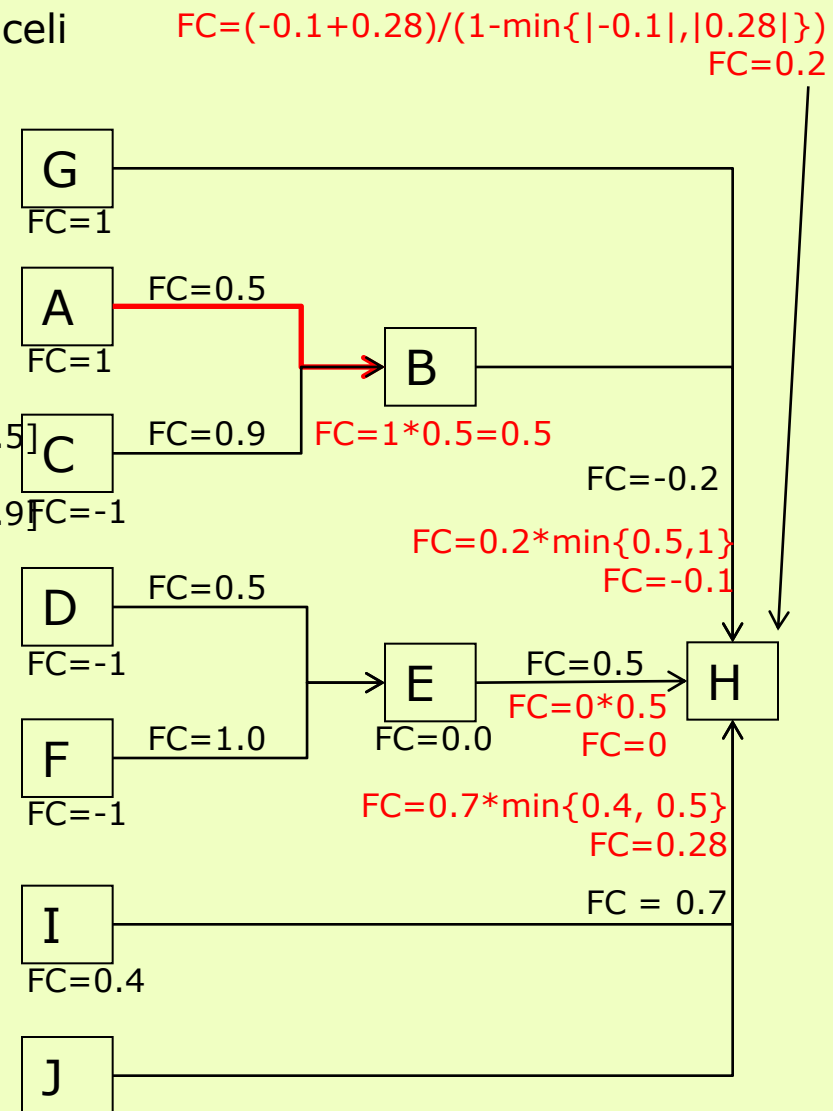 celi
FC=(-0.1+0.28)/(1-min{|-0.1|,|0.28|})
FC=0.2
G
FC=1
A
FC=0.5
FC=1
B
.5]
C
FC=0.9
FC=1*0.5=0.5
FC=-0.2
.9]
FC=-1
FC=0.2*min{0.5,1}
FC=-0.1
D
FC=0.5
FC=-1
E
FC=0.5
H
FC=0*0.5
FC=0
F
FC=1.0
FC=0.0
FC=-1
FC=0.7*min{0.4, 0.5}
FC=0.28
I
FC = 0.7
FC=0.4
J